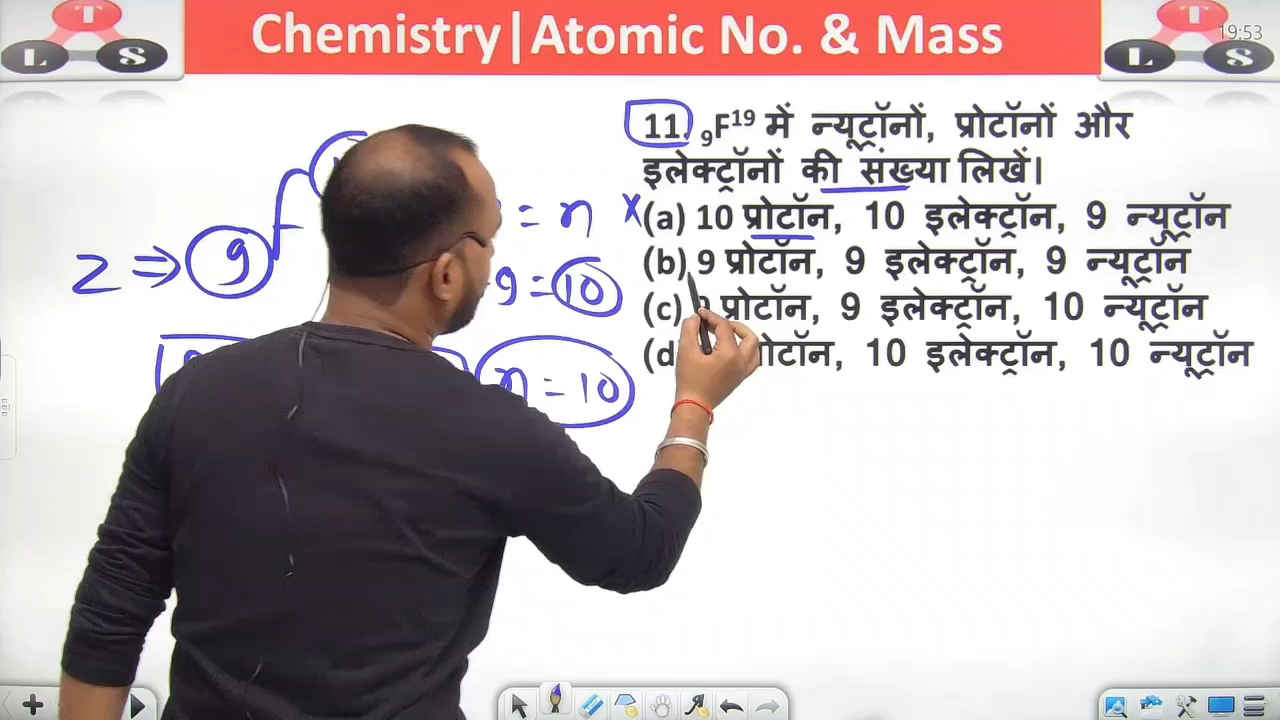 L T S
Chemistry|Atomic No. & Mass
T
L S
19:53
11. ₉F¹⁹ में न्यूट्रॉनों, प्रोटॉनों और
इलेक्ट्रॉनों की संख्या लिखें।
= n
x (a) 10 प्रोटॉन, 10 इलेक्ट्रॉन, 9 न्यूट्रॉन
Z ⇒ 9 F
(b) 9 प्रोटॉन, 9 इलेक्ट्रॉन, 9 न्यूट्रॉन
9 = 10
(c) प्रोटॉन, 9 इलेक्ट्रॉन, 10 न्यूट्रॉन
n = 10
(d 10 इलेक्ट्रॉन, 10 न्यूट्रॉन